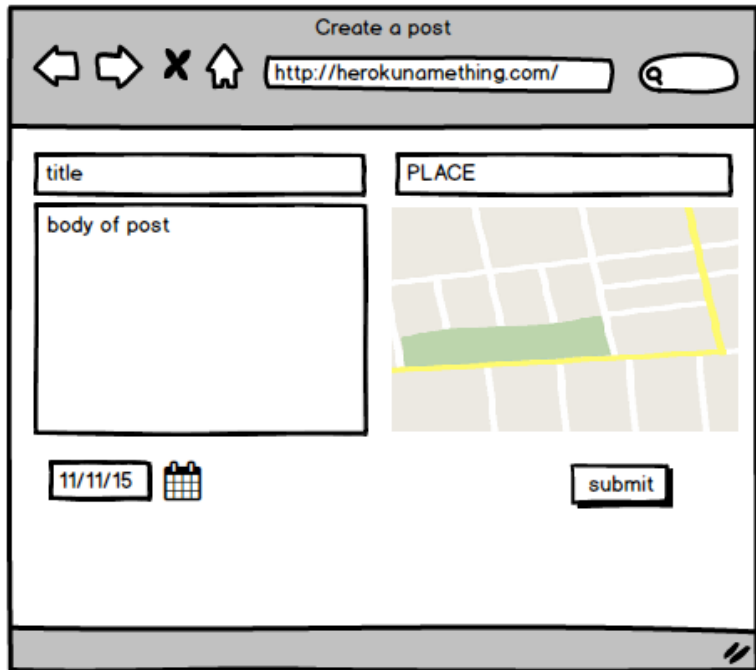 Create a post
http://herokunamething.com/
title
PLACE
body of post
11/11/15
submit